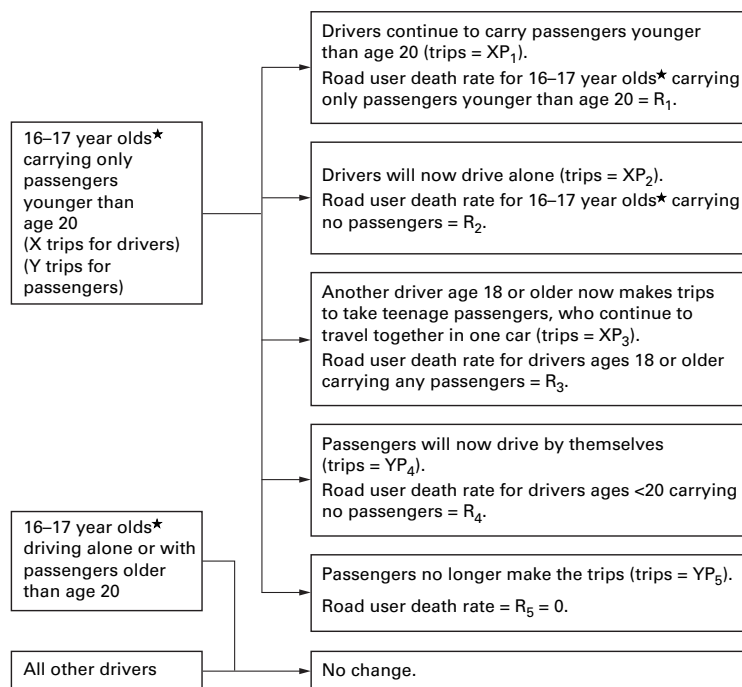 16–17 year olds★
carrying only
passengers
younger than
age 20
(X trips for drivers)
(Y trips for
passengers)
16–17 year olds★
driving alone or with
passengers older
than age 20
All other drivers
Drivers continue to carry passengers younger
than age 20 (trips = XP₁).
Road user death rate for 16–17 year olds★ carrying
only passengers younger than age 20 = R₁.
Drivers will now drive alone (trips = XP₂).
Road user death rate for 16–17 year olds★ carrying
no passengers = R₂.
Another driver age 18 or older now makes trips
to take teenage passengers, who continue to
travel together in one car (trips = XP₃).
Road user death rate for drivers ages 18 or older
carrying any passengers = R₃.
Passengers will now drive by themselves
(trips = YP₄).
Road user death rate for drivers ages <20 carrying
no passengers = R₄.
Passengers no longer make the trips (trips = YP₅).
Road user death rate = R₅ = 0.
No change.